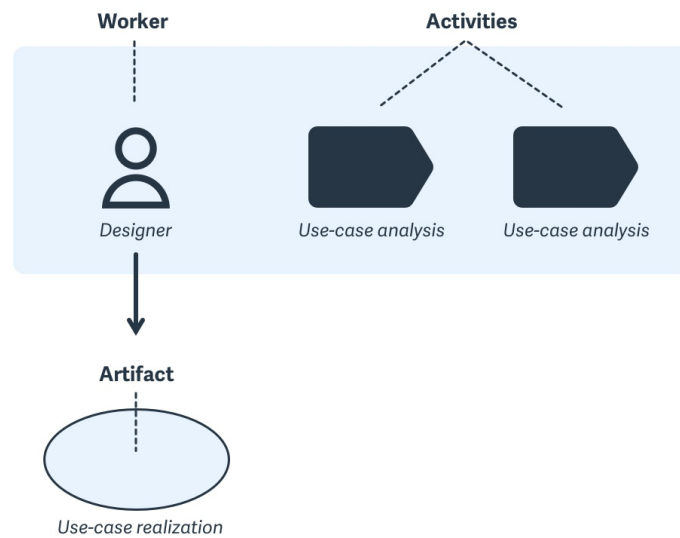 Worker
Activities
Designer
Use-case analysis
Use-case analysis
Artifact
Use-case realization